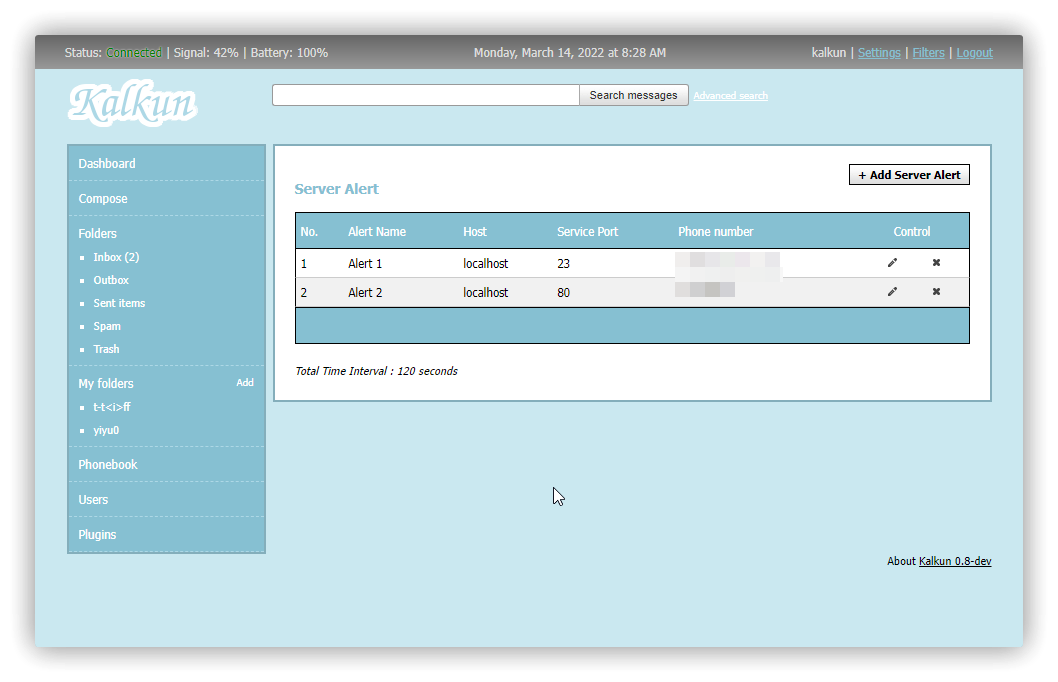 Status: Connected | Signal: 42% | Battery: 100% Monday, March 14, 2022 at 8:28 AM kalkun | Settings | Filters | Logout
Kalkun
Search messages Advanced search
Dashboard
Compose
Folders
Inbox (2)
Outbox
Sent items
Spam
Trash
My folders Add
t-t<i>ff
yiyu0
Phonebook
Users
Plugins
+ Add Server Alert
Server Alert
No. Alert Name Host Service Port Phone number Control
1 Alert 1 localhost 23
2 Alert 2 localhost 80
Total Time Interval : 120 seconds
About Kalkun 0.8-dev